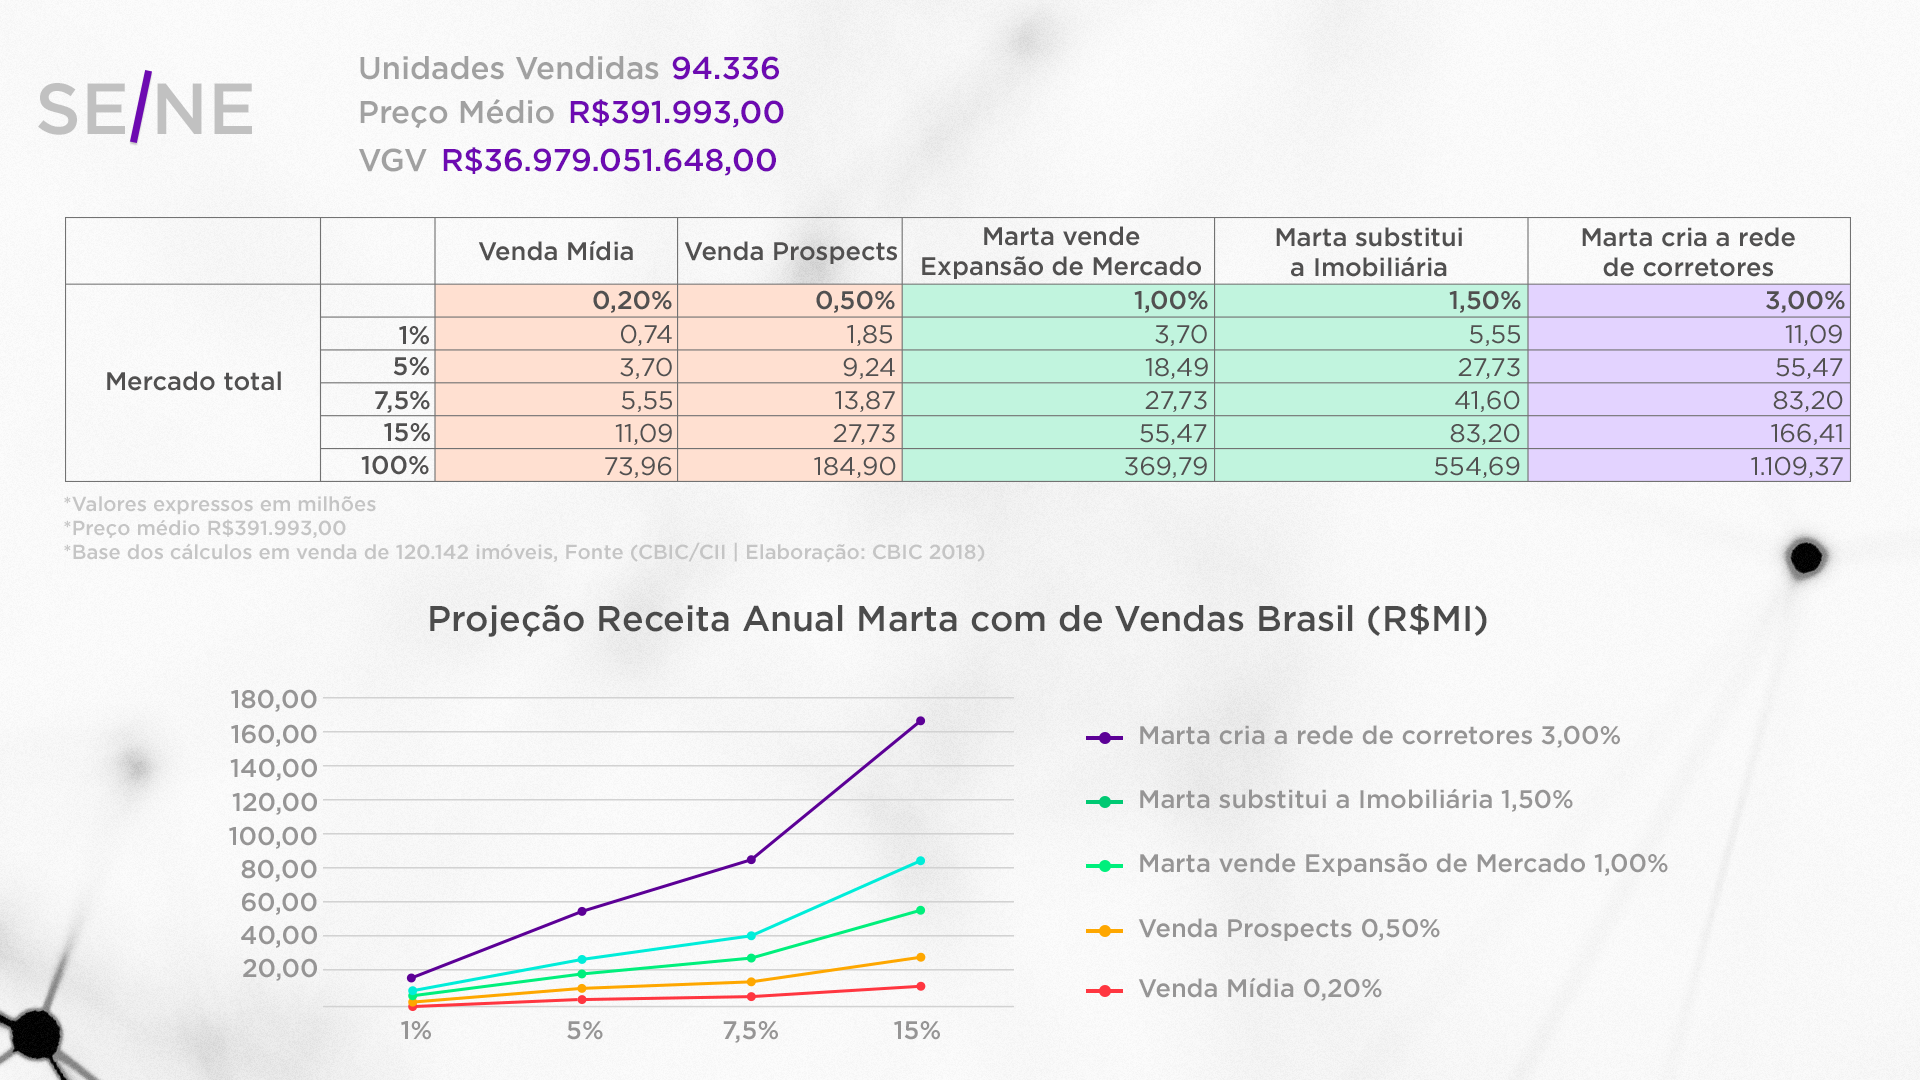 SE/NE
Unidades Vendidas 94.336
Preço Médio R$391.993,00
VGV R$36.979.051.648,00
Venda Mídia
Venda Prospects
Marta vende
Expansão de Mercado
Marta substitui
a Imobiliária
Marta cria a rede
de corretores
Mercado total
0,20% 0,50% 1,00% 1,50% 3,00%
1% 0,74 1,85 3,70 5,55 11,09
5% 3,70 9,24 18,49 27,73 55,47
7,5% 5,55 13,87 27,73 41,60 83,20
15% 11,09 27,73 55,47 83,20 166,41
100% 73,96 184,90 369,79 554,69 1.109,37
*Valores expressos em milhões
*Preço médio R$391.993,00
*Base dos cálculos em venda de 120.142 imóveis, Fonte (CBIC/CII | Elaboração: CBIC 2018)
Projeção Receita Anual Marta com de Vendas Brasil (R$MI)
180,00
160,00
140,00
120,00
100,00
80,00
60,00
40,00
20,00
1% 5% 7,5% 15%
Marta cria a rede de corretores 3,00%
Marta substitui a Imobiliária 1,50%
Marta vende Expansão de Mercado 1,00%
Venda Prospects 0,50%
Venda Mídia 0,20%